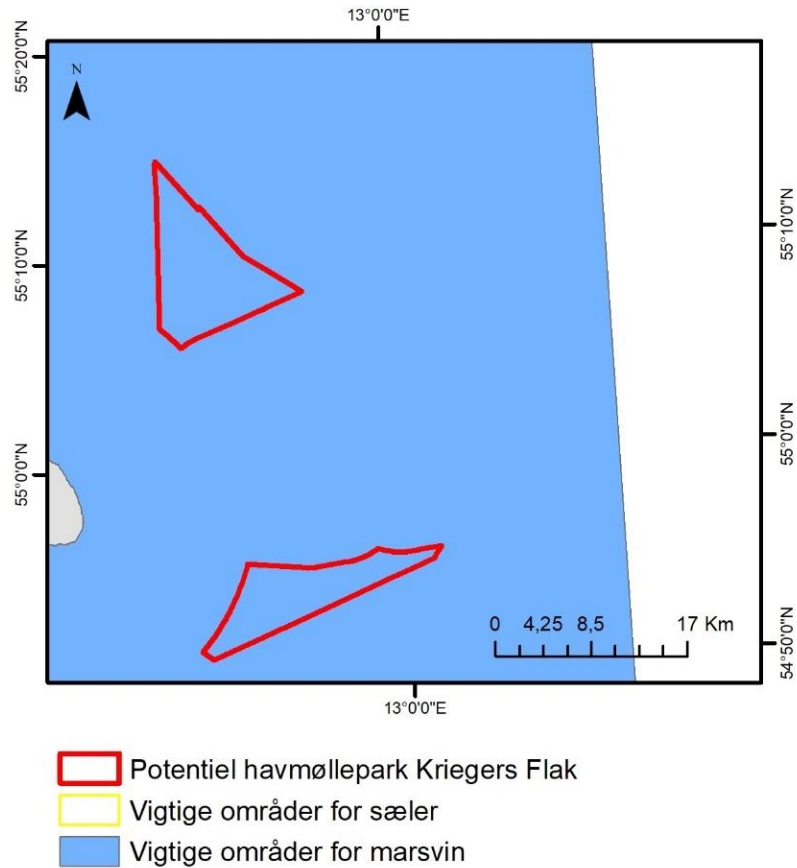 13°0'0"E
55°20'0"N
N
55°10'0"N
55°10'0"N
55°0'0"N
55°0'0"N
0 4,25 8,5 17 Km
54°50'0"N
13°0'0"E
Potentiel havmøllepark Kriegers Flak
Vigtige områder for sæler
Vigtige områder for marsvin